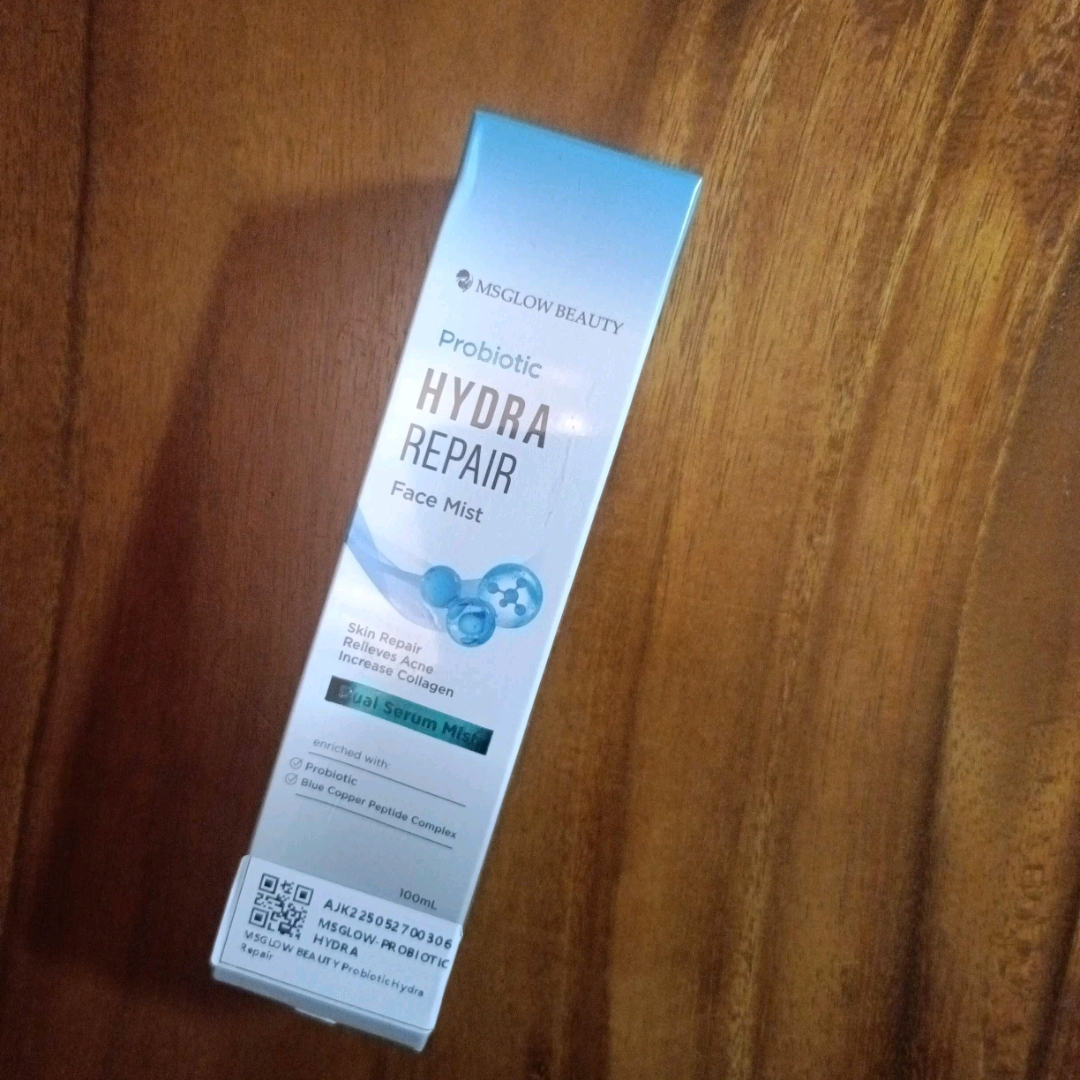 MSGLOW BEAUTY
Probiotic
HYDRA
REPAIR
Face Mist
Skin Repair
Relieves Acne
Increase Collagen
Dual Serum Mist
enriched with:
Probiotic
Blue Copper Peptide Complex
100mL
AJK225052700306
MSGLOW-PROBIOTIC
HYDRA
MSGLOW BEAUTY Probiotic Hydra
Repair